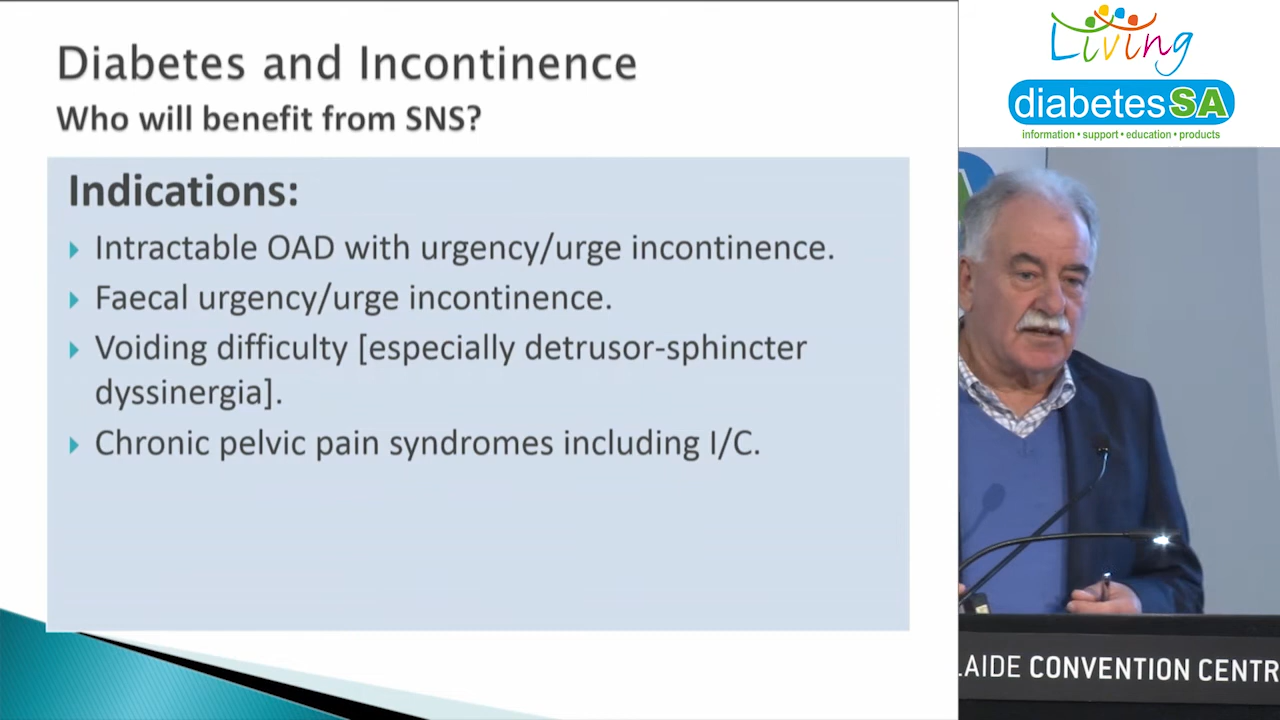 Diabetes and Incontinence
Who will benefit from SNS?
Indications:
Intractable OAD with urgency/urge incontinence.
Faecal urgency/urge incontinence.
Voiding difficulty [especially detrusor-sphincter
dyssinergia].
Chronic pelvic pain syndromes including I/C.
Living
diabetesSA
information • support • education • products
LAIDE CONVENTION CENTR